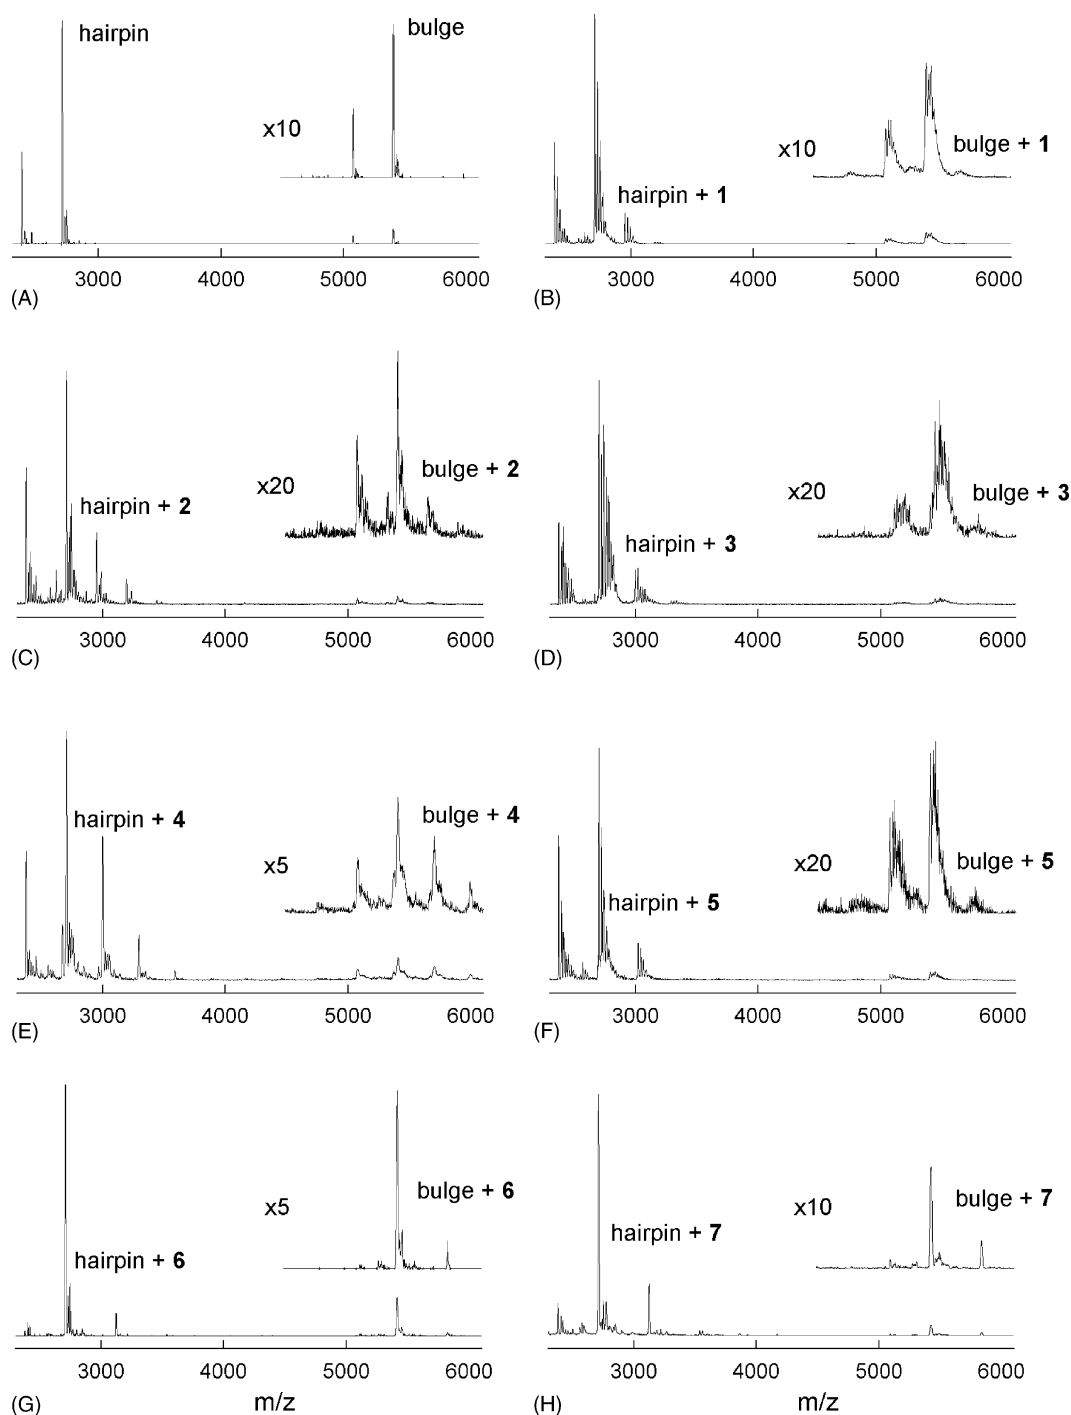 hairpin
bulge
x10
3000 4000 5000 6000
(A)
hairpin + 1
x10
bulge + 1
3000 4000 5000 6000
(B)
hairpin + 2
x20
bulge + 2
3000 4000 5000 6000
(C)
hairpin + 3
x20
bulge + 3
3000 4000 5000 6000
(D)
hairpin + 4
x5
bulge + 4
3000 4000 5000 6000
(E)
hairpin + 5
x20
bulge + 5
3000 4000 5000 6000
(F)
hairpin + 6
x5
bulge + 6
3000 4000 5000 6000
(G)
m/z
hairpin + 7
x10
bulge + 7
3000 4000 5000 6000
(H)
m/z